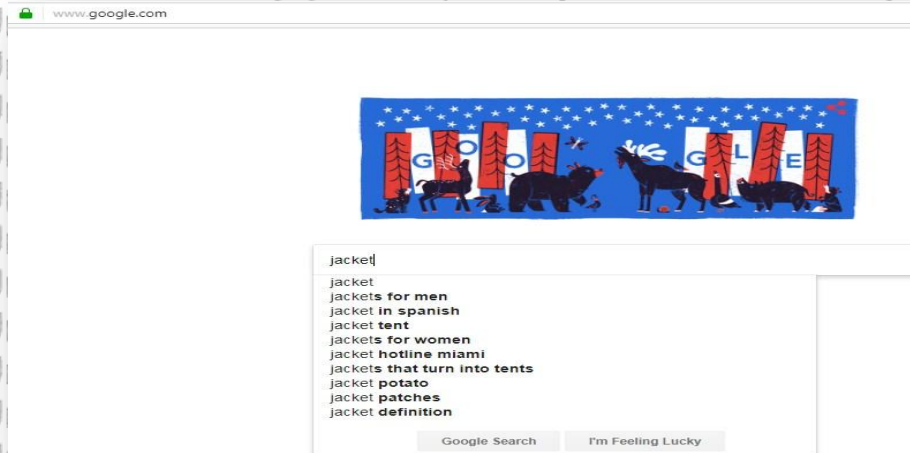 www.google.com
GOOGLE
jacket
jacket
jackets for men
jacket in spanish
jacket tent
jackets for women
jacket hotline miami
jackets that turn into tents
jacket potato
jacket patches
jacket definition
Google Search I'm Feeling Lucky